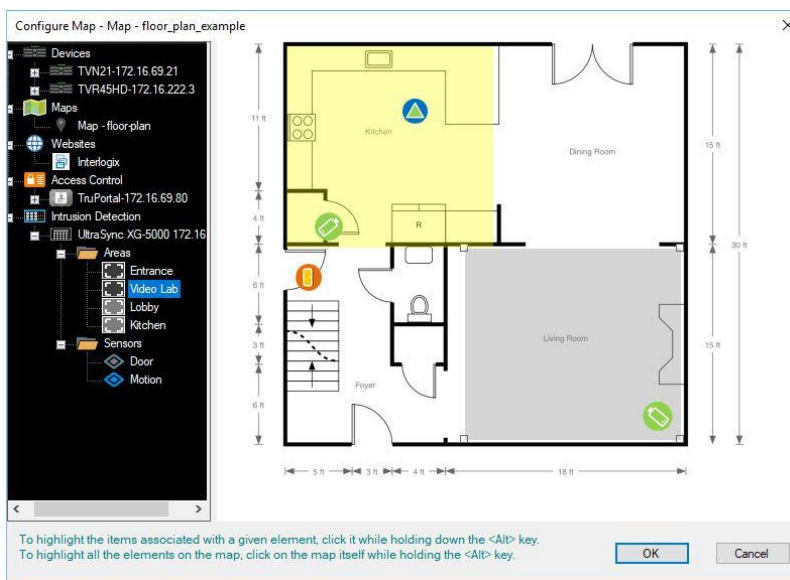 Configure Map - Map - floor_plan_example
Devices
TVN21-172.16.69.21
TVR45HD-172.16.222.3
Maps
Map - floor-plan
Websites
Interlogix
Access Control
TruPortal-172.16.69.80
Intrusion Detection
UltraSync XG-5000 172.16
Areas
Entrance
Video Lab
Lobby
Kitchen
Sensors
Door
Motion
11 ft
Kitchen
Dining Room
15 ft
4 ft
R
30 ft
6 ft
3 ft
Living Room
15 ft
Foyer
6 ft
5 ft
3 ft
4 ft
18 ft
To highlight the items associated with a given element, click it while holding down the <Alt> key.
To highlight all the elements on the map, click on the map itself while holding the <Alt> key.
OK
Cancel